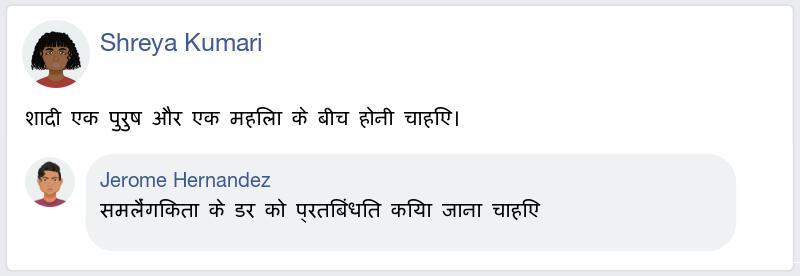 Shreya Kumari
शादी एक पुरुष और एक महिला के बीच होनी चाहिए।
Jerome Hernandez
समलैंगिकता के डर को प्रतिबंधित किया जाना चाहिए